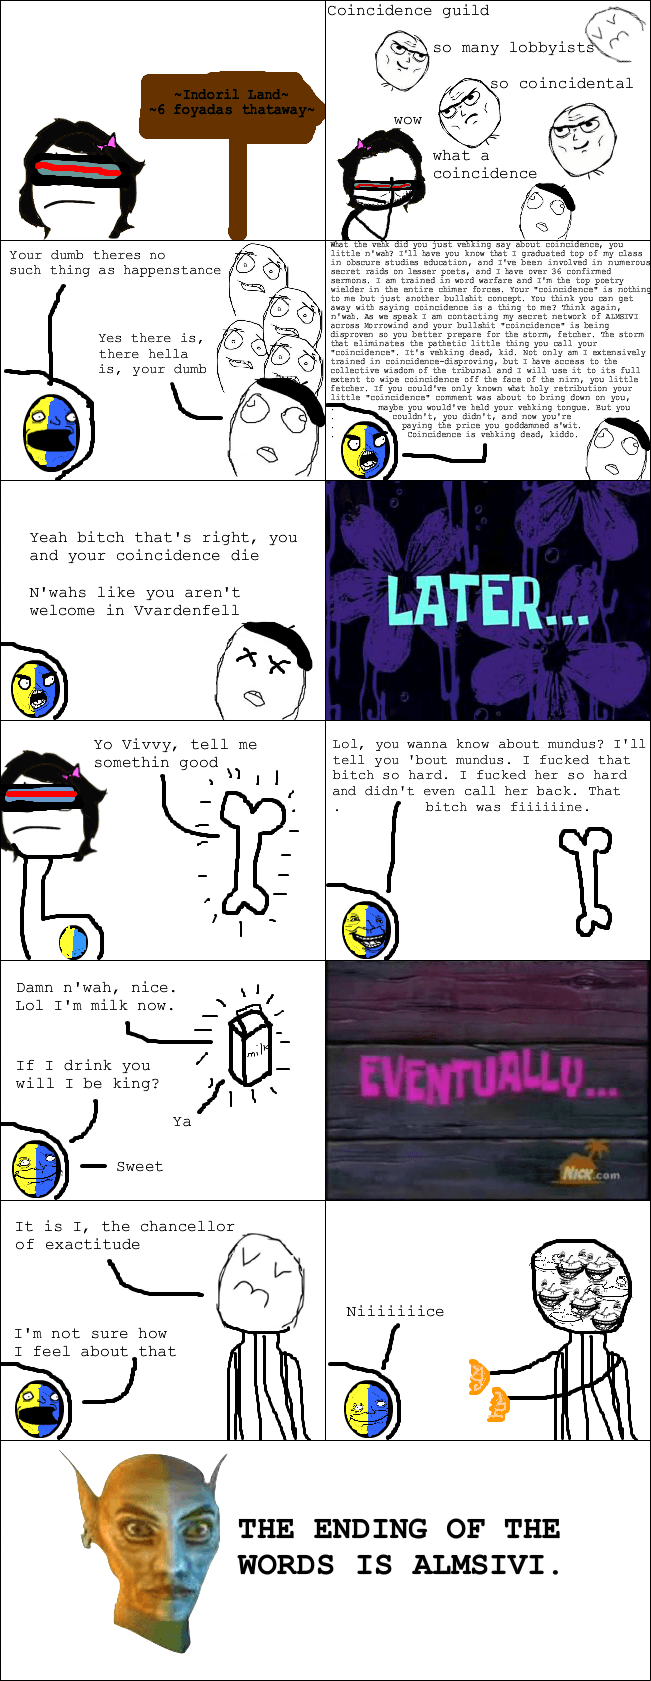 ~Indoril Land~
~6 foyadas thataway~
Coincidence guild
so many lobbyists
so coincidental
wow
what a
coincidence
Your dumb theres no
such thing as happenstance
Yes there is,
there hella
is, your dumb
What the vehk did you just vehking say about coincidence, you
little n'wah? I'll have you know that I graduated top of my class
in obscure studies education, and I've been involved in numerous
secret raids on lesser poets, and I have over 36 confirmed
sermons. I am trained in word warfare and I'm the top poetry
wielder in the entire chimer forces. Your "coincidence" is nothing
to me but just another bullshit concept. You think you can get
away with saying coincidence is a thing to me? Think again,
n'wah. As we speak I am contacting my secret network of ALMSIVI
across Morrowind and your bullshit "coincidence" is being
disproven so you better prepare for the storm, fetcher. The storm
that eliminates the pathetic little thing you call your
"coincidence". It's vehking dead, kid. Not only am I extensively
trained in coincidence-disproving, but I have access to the
collective wisdom of the tribunal and I will use it to its full
extent to wipe coincidence off the face of the nirn, you little
fetcher. If you could've only known what holy retribution your
little "coincidence" comment was about to bring down on you,
maybe you would've held your vehking tongue. But you
. couldn't, you didn't, and now you're
. paying the price you goddamned s'wit.
. Coincidence is vehking dead, kiddo.
Yeah bitch that's right, you
and your coincidence die
N'wahs like you aren't
welcome in Vvardenfell
LATER...
Yo Vivvy, tell me
somethin good
Lol, you wanna know about mundus? I'll
tell you 'bout mundus. I fucked that
bitch so hard. I fucked her so hard
and didn't even call her back. That
. bitch was fiiiiiine.
Damn n'wah, nice.
Lol I'm milk now.
milk
If I drink you
will I be king?
Ya
Sweet
EVENTUALLY...
NICK.com
It is I, the chancellor
of exactitude
I'm not sure how
I feel about that
Niiiiiiice
THE ENDING OF THE
WORDS IS ALMSIVI.